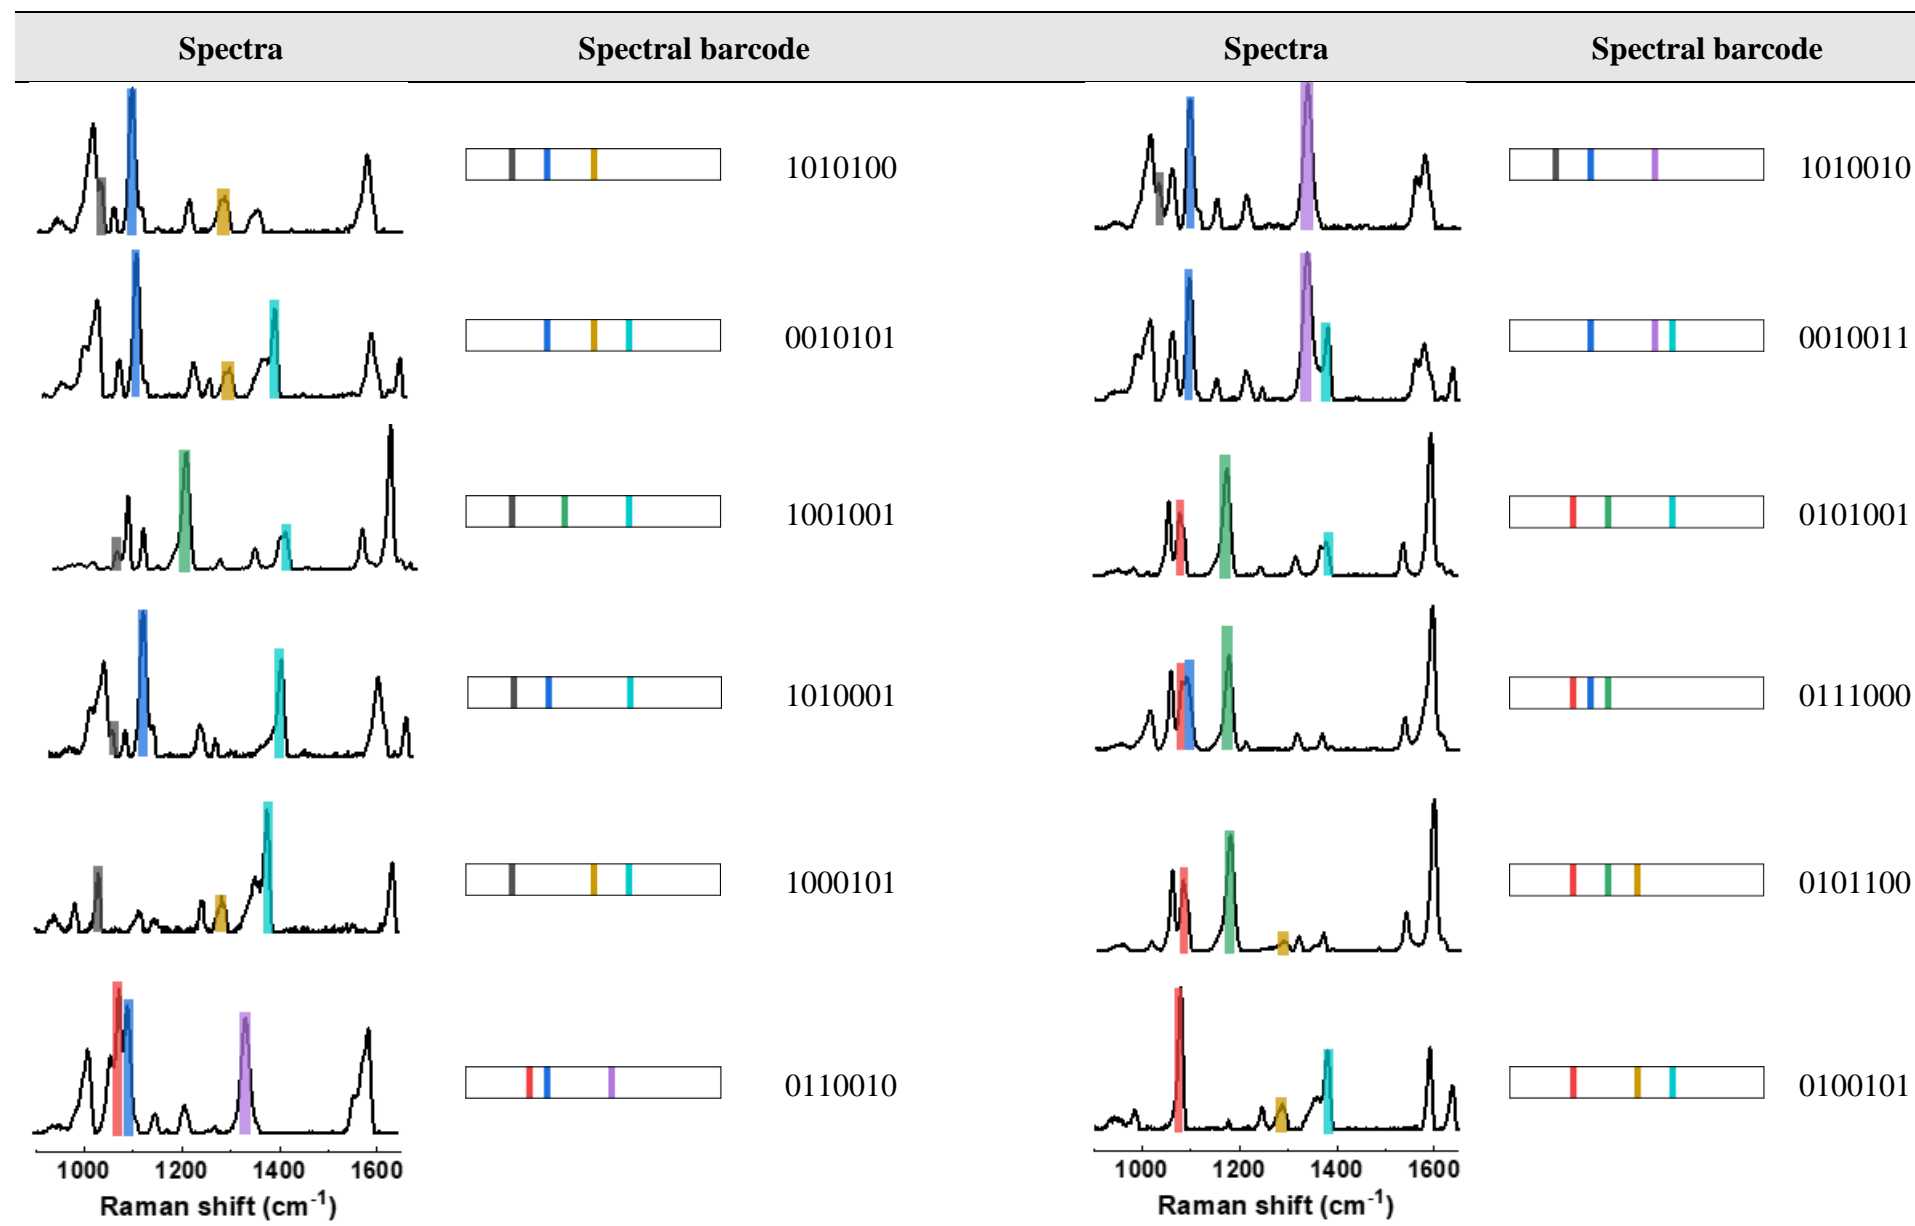 Spectra Spectral barcode Spectra Spectral barcode
1010100 1010010
0010101 0010011
1001001 0101001
1010001 0111000
1000101 0101100
0110010 0100101
1000 1200 1400 1600 1000 1200 1400 1600
Raman shift (cm-1) Raman shift (cm-1)